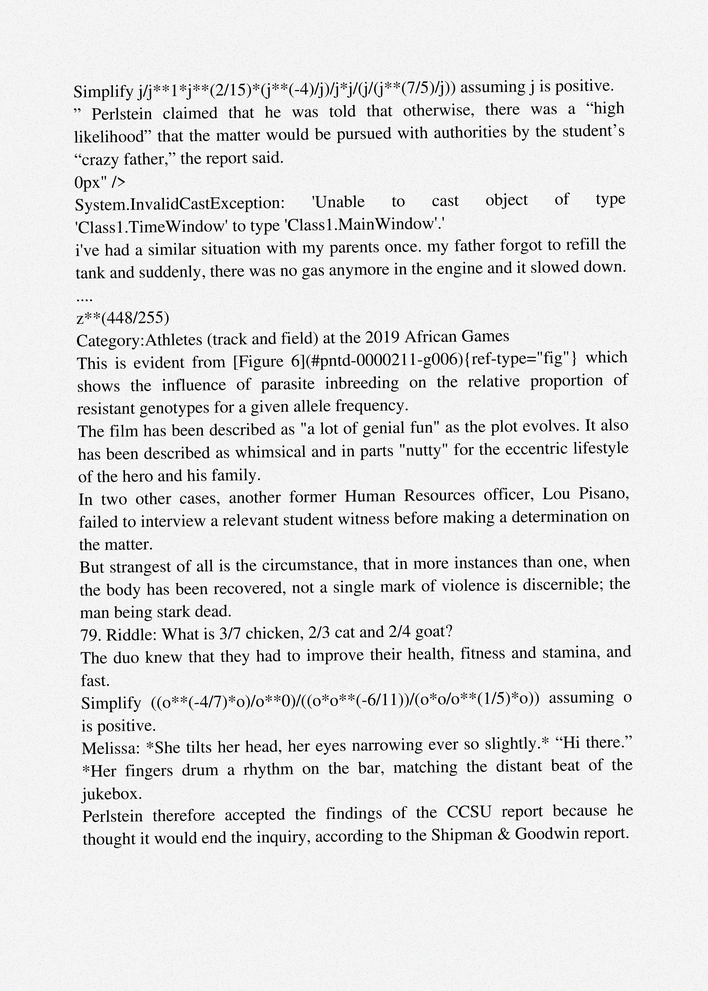 Simplify j/j**1*j**(2/15)*(j**(-4)/j)/j*j/(j/(j**(7/5)/j)) assuming j is positive.
” Perlstein claimed that he was told that otherwise, there was a “high
likelihood” that the matter would be pursued with authorities by the student’s
“crazy father,” the report said.
0px" />
System.InvalidCastException: 'Unable to cast object of type
'Class1.TimeWindow' to type 'Class1.MainWindow'.'
i've had a similar situation with my parents once. my father forgot to refill the
tank and suddenly, there was no gas anymore in the engine and it slowed down.
....
z**(448/255)
Category:Athletes (track and field) at the 2019 African Games
This is evident from [Figure 6](#pntd-0000211-g006){ref-type="fig"} which
shows the influence of parasite inbreeding on the relative proportion of
resistant genotypes for a given allele frequency.
The film has been described as "a lot of genial fun" as the plot evolves. It also
has been described as whimsical and in parts "nutty" for the eccentric lifestyle
of the hero and his family.
In two other cases, another former Human Resources officer, Lou Pisano,
failed to interview a relevant student witness before making a determination on
the matter.
But strangest of all is the circumstance, that in more instances than one, when
the body has been recovered, not a single mark of violence is discernible; the
man being stark dead.
79. Riddle: What is 3/7 chicken, 2/3 cat and 2/4 goat?
The duo knew that they had to improve their health, fitness and stamina, and
fast.
Simplify ((o**(-4/7)*o)/o**0)/((o*o**(-6/11))/(o*o/o**(1/5)*o)) assuming o
is positive.
Melissa: *She tilts her head, her eyes narrowing ever so slightly.* “Hi there.”
*Her fingers drum a rhythm on the bar, matching the distant beat of the
jukebox.
Perlstein therefore accepted the findings of the CCSU report because he
thought it would end the inquiry, according to the Shipman & Goodwin report.